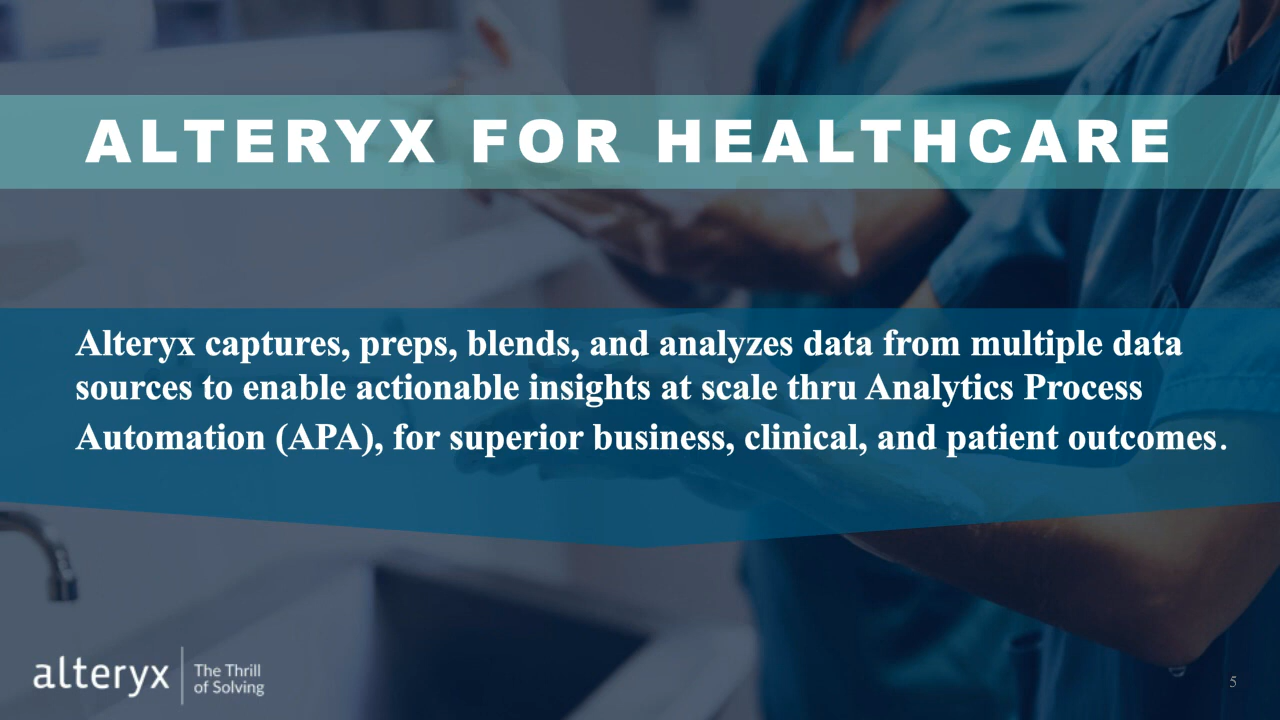 ALTERYX FOR HEALTHCARE
Alteryx captures, preps, blends, and analyzes data from multiple data
sources to enable actionable insights at scale thru Analytics Process
Automation (APA), for superior business, clinical, and patient outcomes.
alteryx
The Thrill
of Solving
5